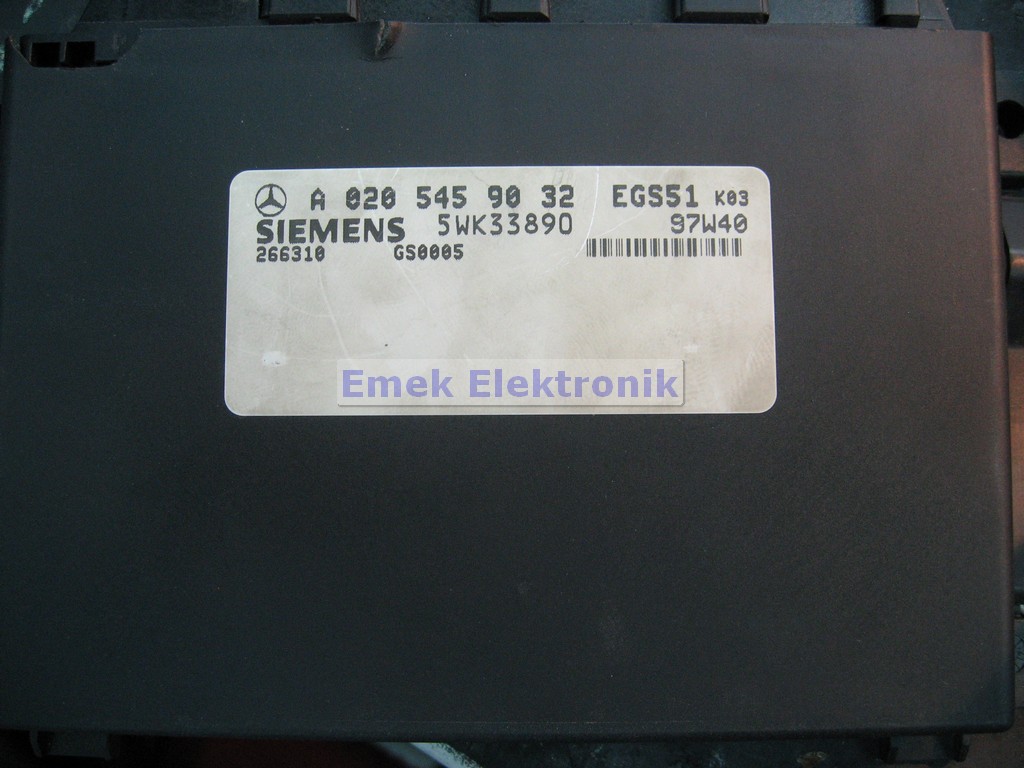 A 020 545 90 32 EGS51 K03
SIEMENS 5WK33890 97W40
266310 GS0005
Emek Elektronik